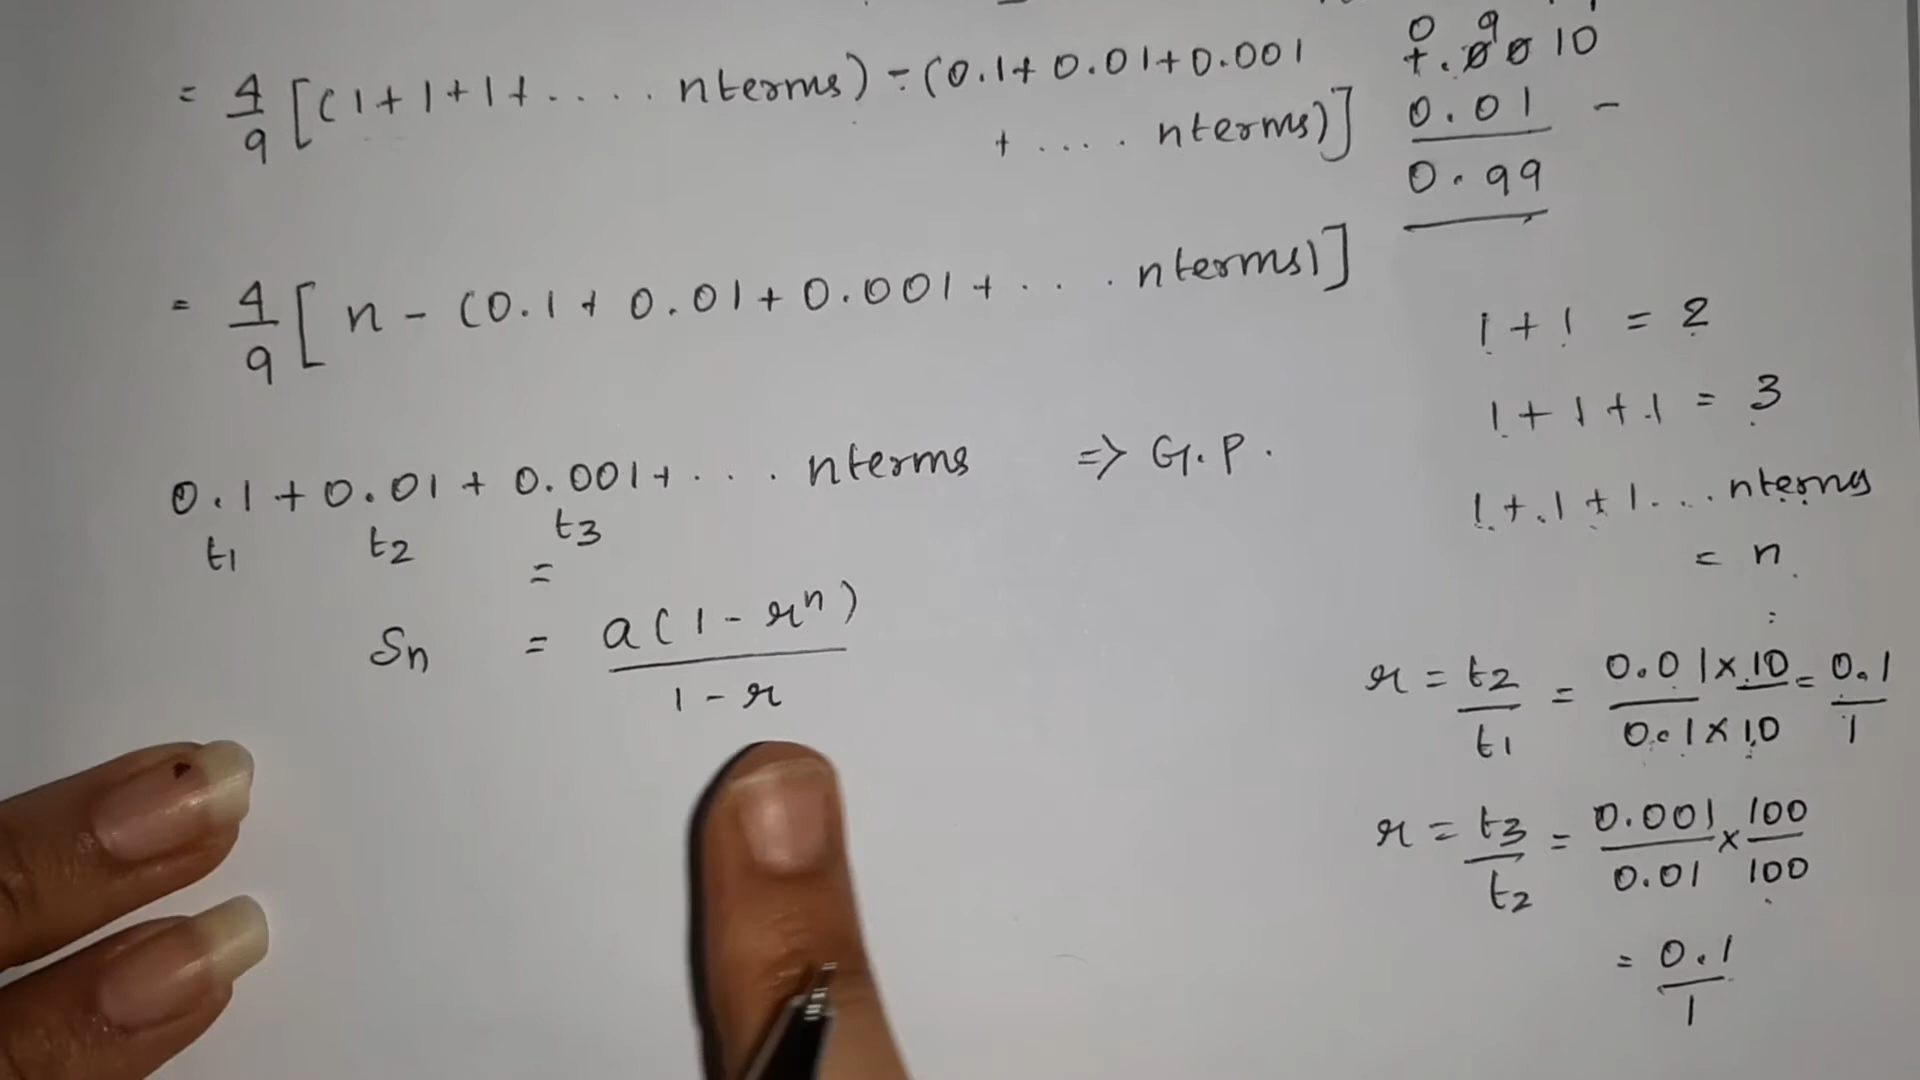 = 4/9 [(1+1+1+.... nterms) - (0.1+0.01+0.001
+ .... nterms)]
= 4/9 [n - (0.1+0.01+0.001+... nterms)]
0.1+0.01+0.001+... nterms => G.P.
t1 t2 t3
=
Sn = a(1-r^n) / 1-r
0 9
1.00 10
0.01 -
0.99
1+1 = 2
1+1+1 = 3
1+1+1... nterms
= n
r = t2/t1 = 0.01×10 / 0.1×10 = 0.1/1
r = t3/t2 = 0.001/0.01 × 100/100
= 0.1/1